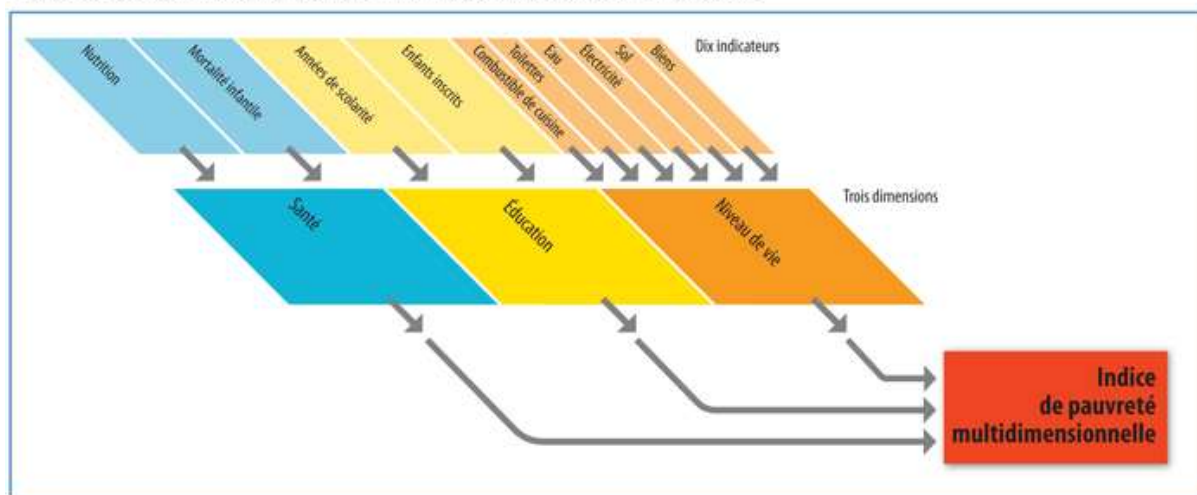 Nutrition
Mortalité infantile
Années de scolarité
Enfants inscrits
Combustible de cuisine
Toilettes
Eau
Électricité
Sol
Biens
Dix indicateurs
Santé
Éducation
Niveau de vie
Trois dimensions
Indice
de pauvreté
multidimensionnelle